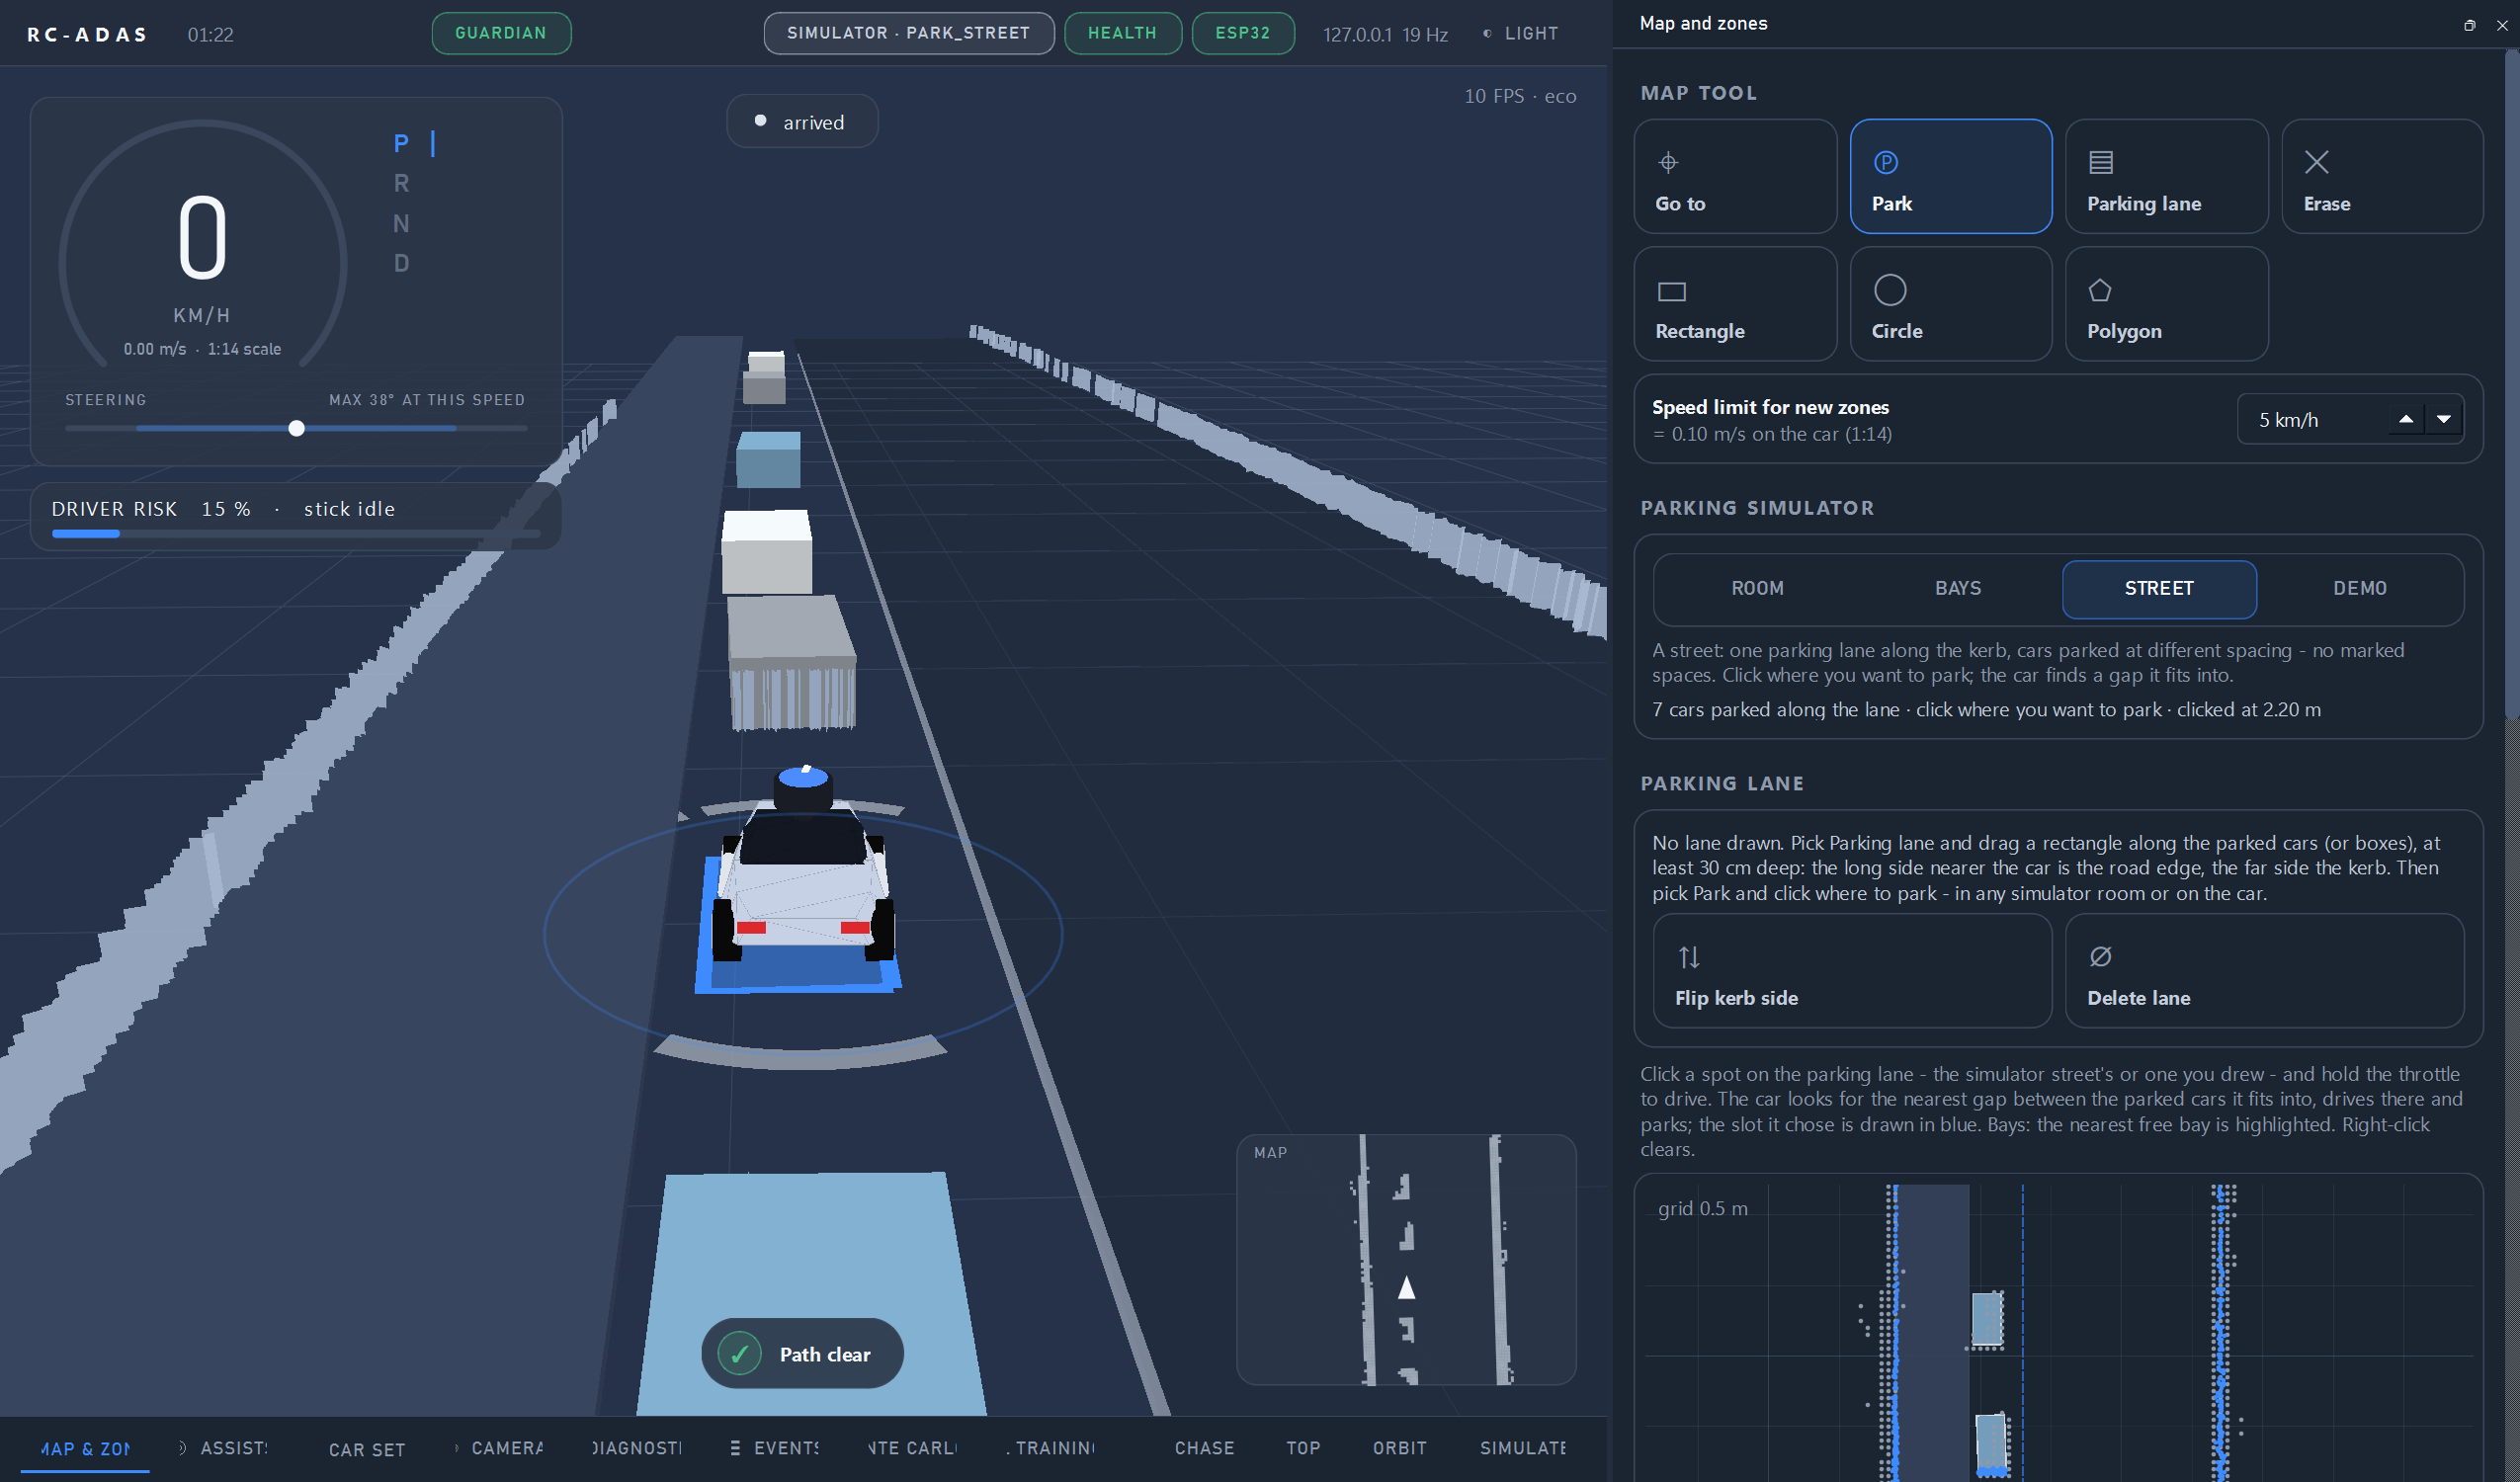 RC-ADAS 01:22 GUARDIAN SIMULATOR · PARK_STREET HEALTH ESP32 127.0.0.1 19 Hz LIGHT
10 FPS · eco
arrived
P
R
N
D
0
KM/H
0.00 m/s · 1:14 scale
STEERING MAX 38° AT THIS SPEED
DRIVER RISK 15 % · stick idle
MAP
Path clear
MAP & ZON ASSIST CAR SET CAMERA DIAGNOSTI EVENTS NTE CARL TRAINING CHASE TOP ORBIT SIMULATE
Map and zones
MAP TOOL
Go to Park Parking lane Erase
Rectangle Circle Polygon
Speed limit for new zones
= 0.10 m/s on the car (1:14)
5 km/h
PARKING SIMULATOR
ROOM BAYS STREET DEMO
A street: one parking lane along the kerb, cars parked at different spacing - no marked
spaces. Click where you want to park; the car finds a gap it fits into.
7 cars parked along the lane · click where you want to park · clicked at 2.20 m
PARKING LANE
No lane drawn. Pick Parking lane and drag a rectangle along the parked cars (or boxes), at
least 30 cm deep: the long side nearer the car is the road edge, the far side the kerb. Then
pick Park and click where to park - in any simulator room or on the car.
Flip kerb side Delete lane
Click a spot on the parking lane - the simulator street's or one you drew - and hold the throttle
to drive. The car looks for the nearest gap between the parked cars it fits into, drives there and
parks; the slot it chose is drawn in blue. Bays: the nearest free bay is highlighted. Right-click
clears.
grid 0.5 m